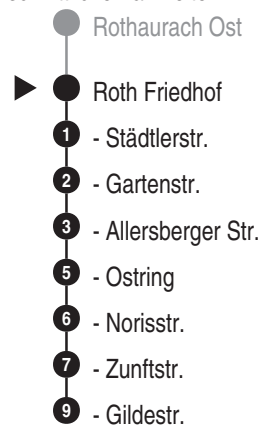 Rothaurach Ost
Roth Friedhof
1 - Städtlerstr.
2 - Gartenstr.
3 - Allersberger Str.
5 - Ostring
6 - Norisstr.
7 - Zunftstr.
9 - Gildestr.